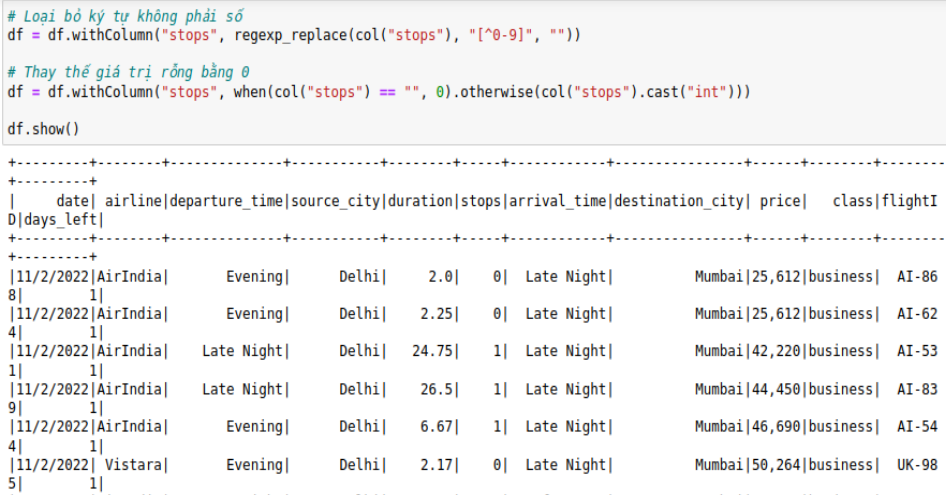 # Loại bỏ ký tự không phải số
df = df.withColumn("stops", regexp_replace(col("stops"), "[^0-9]", ""))
# Thay thế giá trị rỗng bằng 0
df = df.withColumn("stops", when(col("stops") == "", 0).otherwise(col("stops").cast("int")))
df.show()
+---------+--------+--------------+-----------+--------+-----+------------+----------------+------+--------+--------
+---------+
|     date| airline|departure_time|source_city|duration|stops|arrival_time|destination_city| price|   class|flightI
D|days_left|
+---------+--------+--------------+-----------+--------+-----+------------+----------------+------+--------+--------
+---------+
|11/2/2022|AirIndia|       Evening|      Delhi|     2.0|    0|  Late Night|          Mumbai|25,612|business|  AI-86
8|        1|
|11/2/2022|AirIndia|       Evening|      Delhi|    2.25|    0|  Late Night|          Mumbai|25,612|business|  AI-62
4|        1|
|11/2/2022|AirIndia|    Late Night|      Delhi|   24.75|    1|  Late Night|          Mumbai|42,220|business|  AI-53
1|        1|
|11/2/2022|AirIndia|    Late Night|      Delhi|    26.5|    1|  Late Night|          Mumbai|44,450|business|  AI-83
9|        1|
|11/2/2022|AirIndia|       Evening|      Delhi|    6.67|    1|  Late Night|          Mumbai|46,690|business|  AI-54
4|        1|
|11/2/2022| Vistara|       Evening|      Delhi|    2.17|    0|  Late Night|          Mumbai|50,264|business|  UK-98
5|        1|